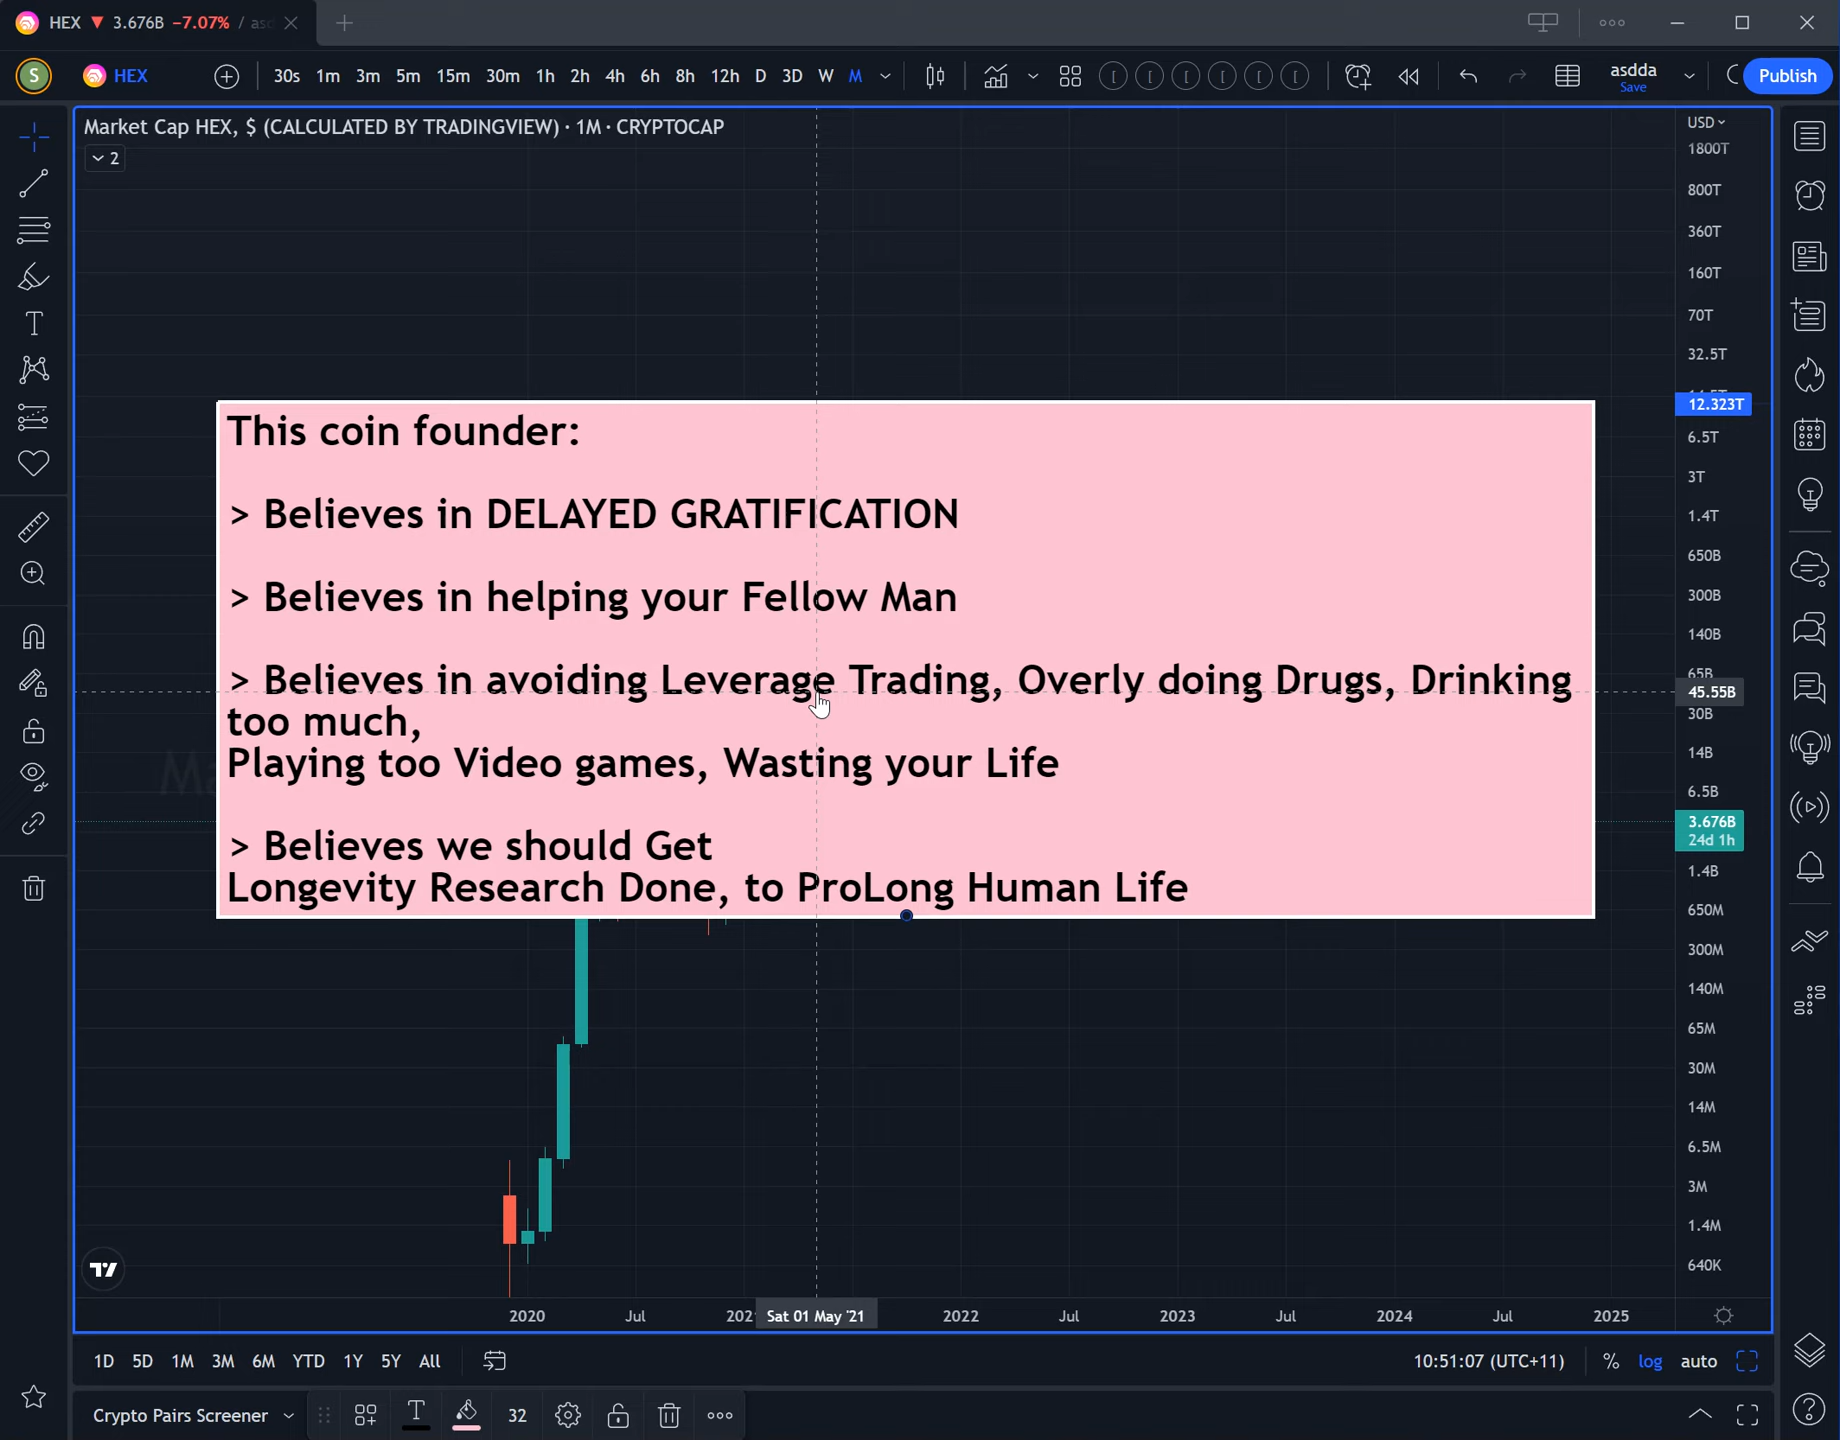 HEX ▼ 3.676B −7.07% / asd
S HEX 30s 1m 3m 5m 15m 30m 1h 2h 4h 6h 8h 12h D 3D W M asdda Save Publish
Market Cap HEX, $ (CALCULATED BY TRADINGVIEW) · 1M · CRYPTOCAP
2
USD
1800T
800T
360T
160T
70T
32.5T
12.323T
6.5T
3T
1.4T
650B
300B
140B
65B
45.55B
30B
14B
6.5B
3.676B
24d 1h
1.4B
650M
300M
140M
65M
30M
14M
6.5M
3M
1.4M
640K
This coin founder:
> Believes in DELAYED GRATIFICATION
> Believes in helping your Fellow Man
> Believes in avoiding Leverage Trading, Overly doing Drugs, Drinking
too much,
Playing too Video games, Wasting your Life
> Believes we should Get
Longevity Research Done, to ProLong Human Life
2020 Jul 202 Sat 01 May '21 2022 Jul 2023 Jul 2024 Jul 2025
1D 5D 1M 3M 6M YTD 1Y 5Y All 10:51:07 (UTC+11) % log auto
Crypto Pairs Screener T 32